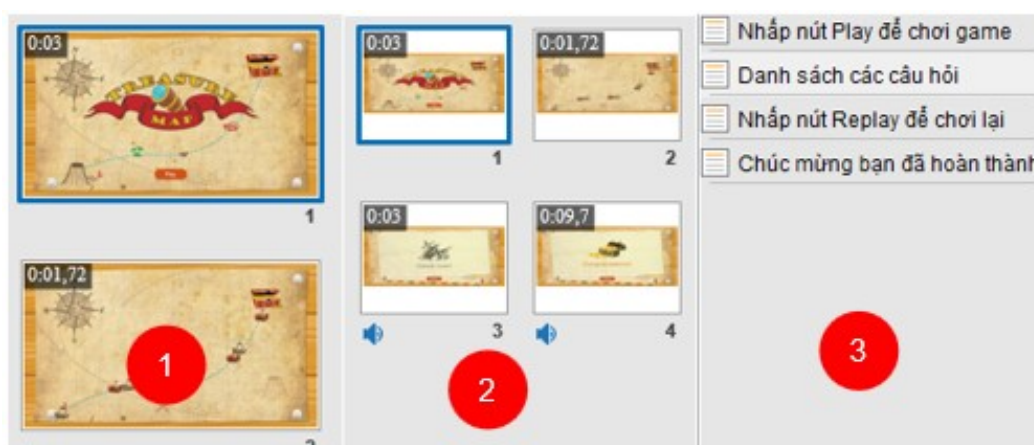 0:03
TREASURE
MAP
Play
1
0:01,72
1
0:03
0:01,72
1
2
0:03
0:09,7
3
4
2
Nhấp nút Play để chơi game
Danh sách các câu hỏi
Nhấp nút Replay để chơi lại
Chúc mừng bạn đã hoàn thành
3